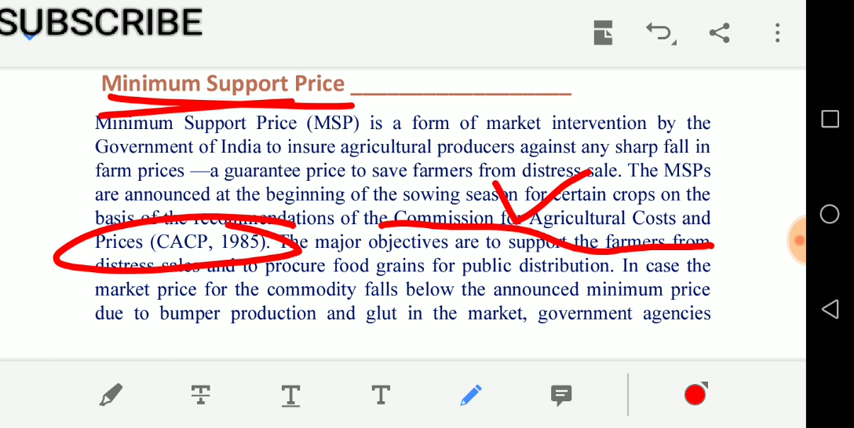 SUBSCRIBE
Minimum Support Price
Minimum Support Price (MSP) is a form of market intervention by the
Government of India to insure agricultural producers against any sharp fall in
farm prices —a guarantee price to save farmers from distress sale. The MSPs
are announced at the beginning of the sowing season for certain crops on the
basis of the recommendations of the Commission for Agricultural Costs and
Prices (CACP, 1985). The major objectives are to support the farmers from
distress sales and to procure food grains for public distribution. In case the
market price for the commodity falls below the announced minimum price
due to bumper production and glut in the market, government agencies